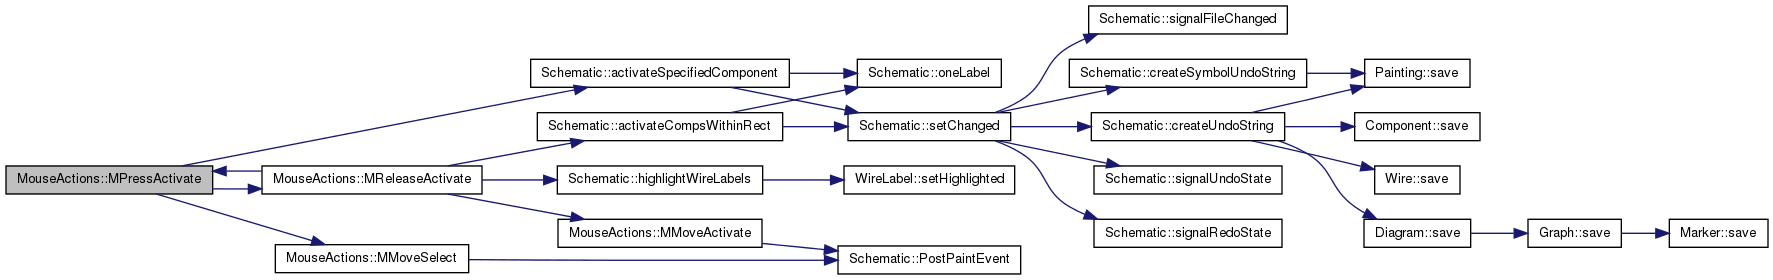 MouseActions::MPressActivate
Schematic::activateSpecifiedComponent
Schematic::oneLabel
Schematic::signalFileChanged
Schematic::createSymbolUndoString
Painting::save
MouseActions::MReleaseActivate
Schematic::activateCompsWithinRect
Schematic::setChanged
Schematic::createUndoString
Component::save
Schematic::highlightWireLabels
WireLabel::setHighlighted
Schematic::signalUndoState
Wire::save
MouseActions::MMoveActivate
Schematic::signalRedoState
Diagram::save
Graph::save
Marker::save
MouseActions::MMoveSelect
Schematic::PostPaintEvent